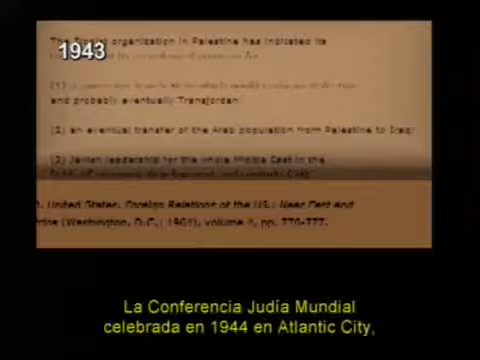 The Zionist organization in Palestine has indicated its
1943
(1)
and probably eventually Transjordan;
(2) an eventual transfer of the Arab population from Palestine to Iraq;
(3) Jewish leadership for the whole Middle East in the
United States, Foreign Relations of the US.: Near East and
(Washington, D.C.: 1964), volume 4, pp. 776-777.
La Conferencia Judía Mundial
celebrada en 1944 en Atlantic City,